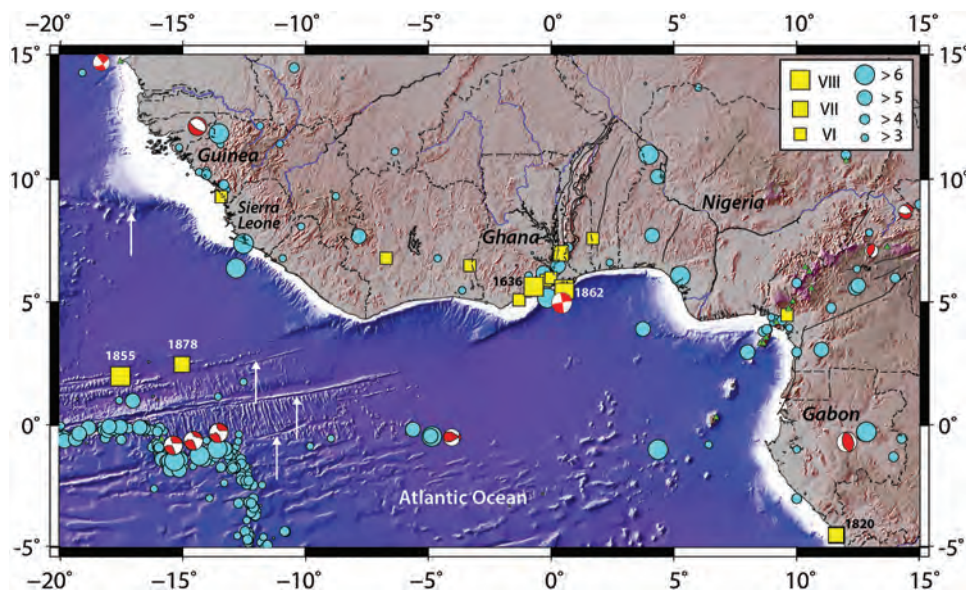 -20° -15° -10° -5° 0° 5° 10° 15°
15° 15°
VIII > 6
VII > 5
VI > 4
> 3
Guinea
10° 10°
Sierra
Leone
Nigeria
Ghana
1636
1862
5° 5°
1878
1855
0° 0°
Gabon
Atlantic Ocean
1820
-5° -5°
-20° -15° -10° -5° 0° 5° 10° 15°